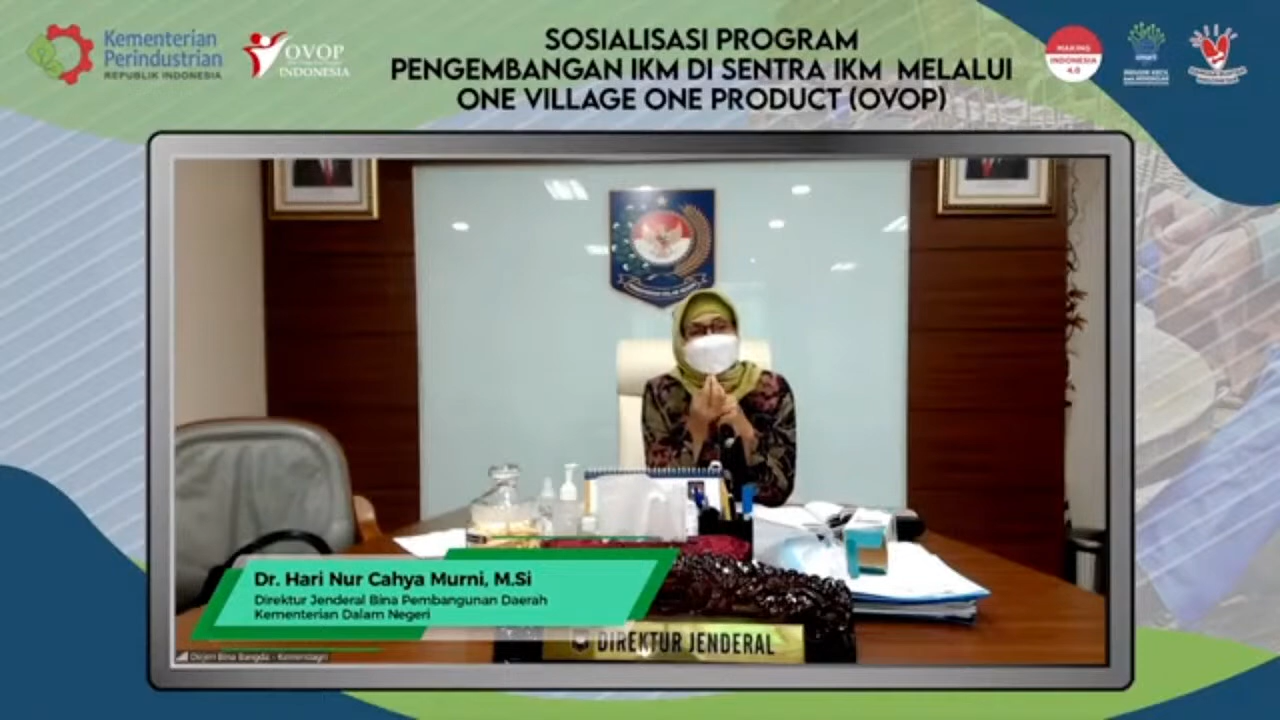 Kementerian
Perindustrian
REPUBLIK INDONESIA
OVOP
INDONESIA
SOSIALISASI PROGRAM
PENGEMBANGAN IKM DI SENTRA IKM MELALUI
ONE VILLAGE ONE PRODUCT (OVOP)
MAKING
INDONESIA
4.0
Dr. Hari Nur Cahya Murni, M.Si
Direktur Jenderal Bina Pembangunan Daerah
Kementerian Dalam Negeri
DIREKTUR JENDERAL
Dirjen Bina Bangda - Kemendagri